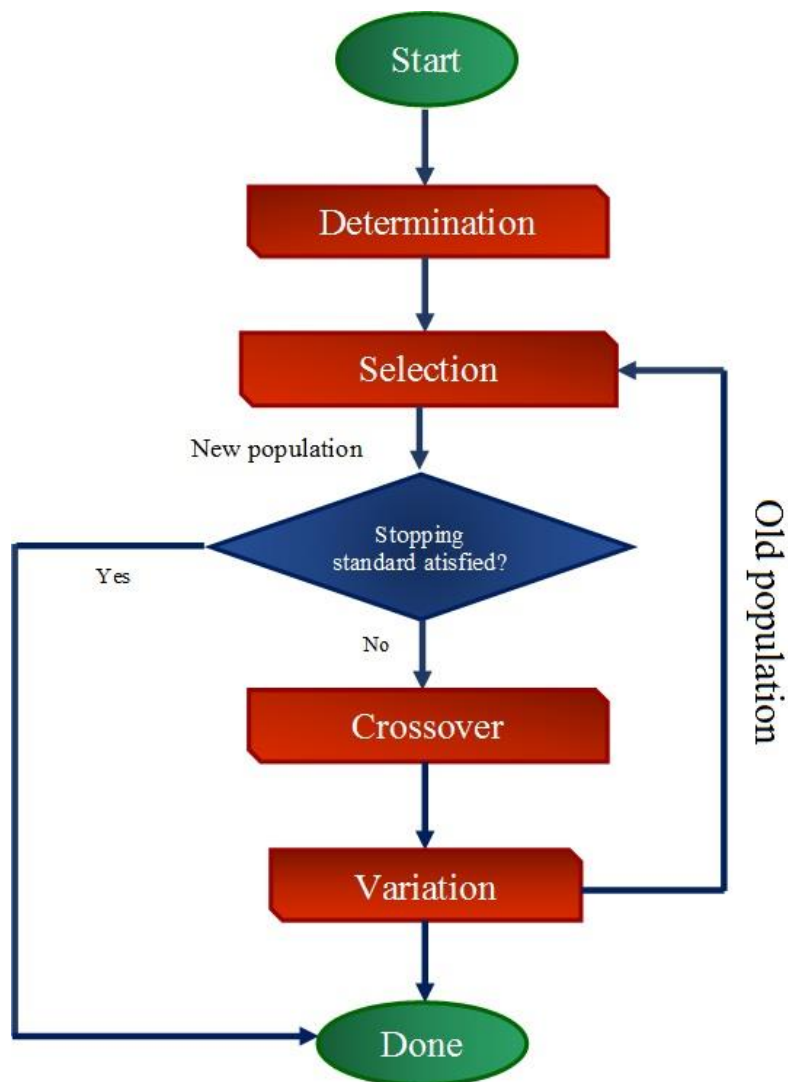 Start
Determination
Selection
New population
Stopping
standard atisfied?
Yes
No
Old population
Crossover
Variation
Done